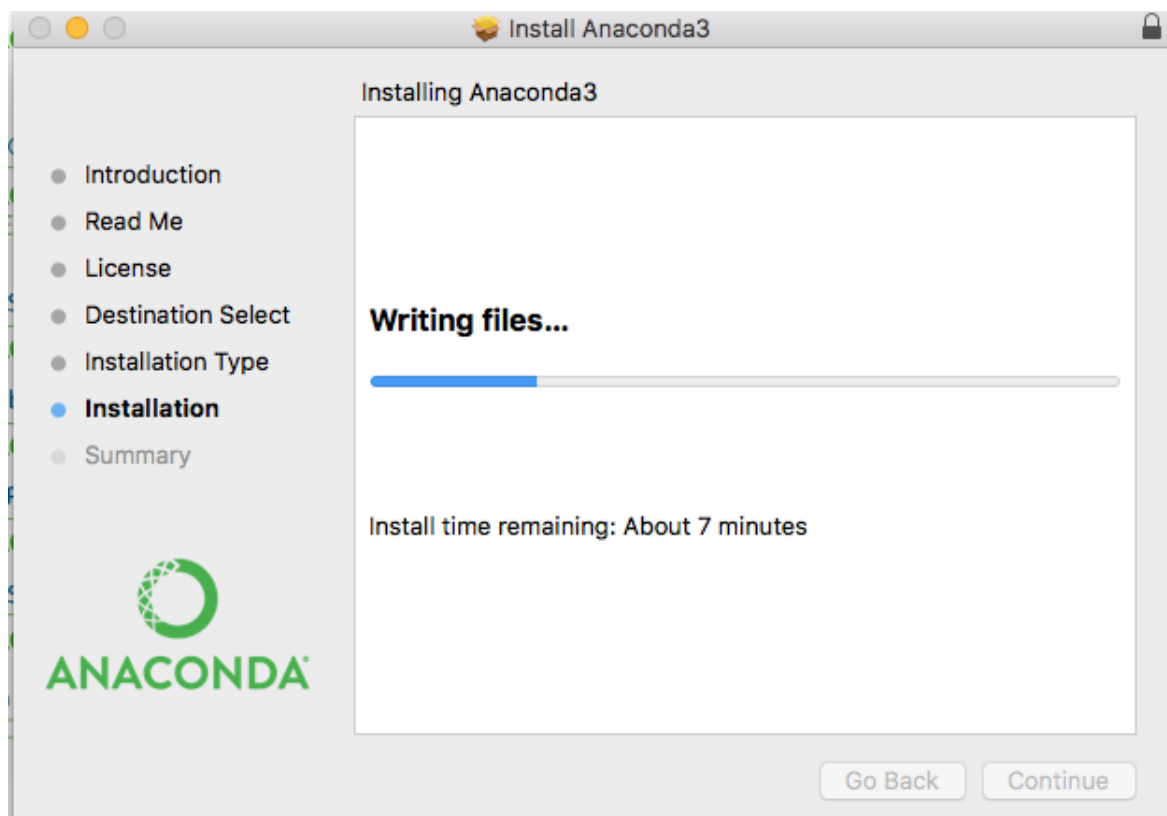 Install Anaconda3
Installing Anaconda3
Introduction
Read Me
License
Destination Select
Installation Type
Installation
Summary
ANACONDA
Writing files...
Install time remaining: About 7 minutes
Go Back
Continue